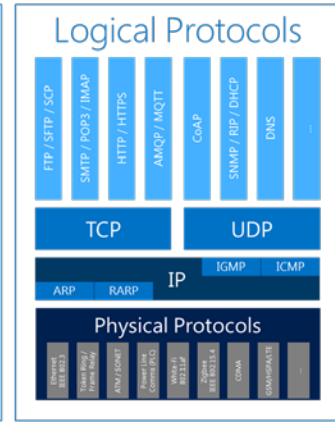 Logical Protocols
FTP / SFTP / SCP
SMTP / POP3 / IMAP
HTTP / HTTPS
AMQP / MQTT
CoAP
SNMP / RIP / DHCP
DNS
...
TCP
UDP
IP
IGMP
ICMP
ARP
RARP
Physical Protocols
Ethernet
IEEE 802.3
Token Ring /
Frame Relay
ATM / SONET
Power Line
Comms (PLC)
White-Fi
802.11af
Zigbee
IEEE 802.15.4
CDMA
GSM/HSPA/LTE
...